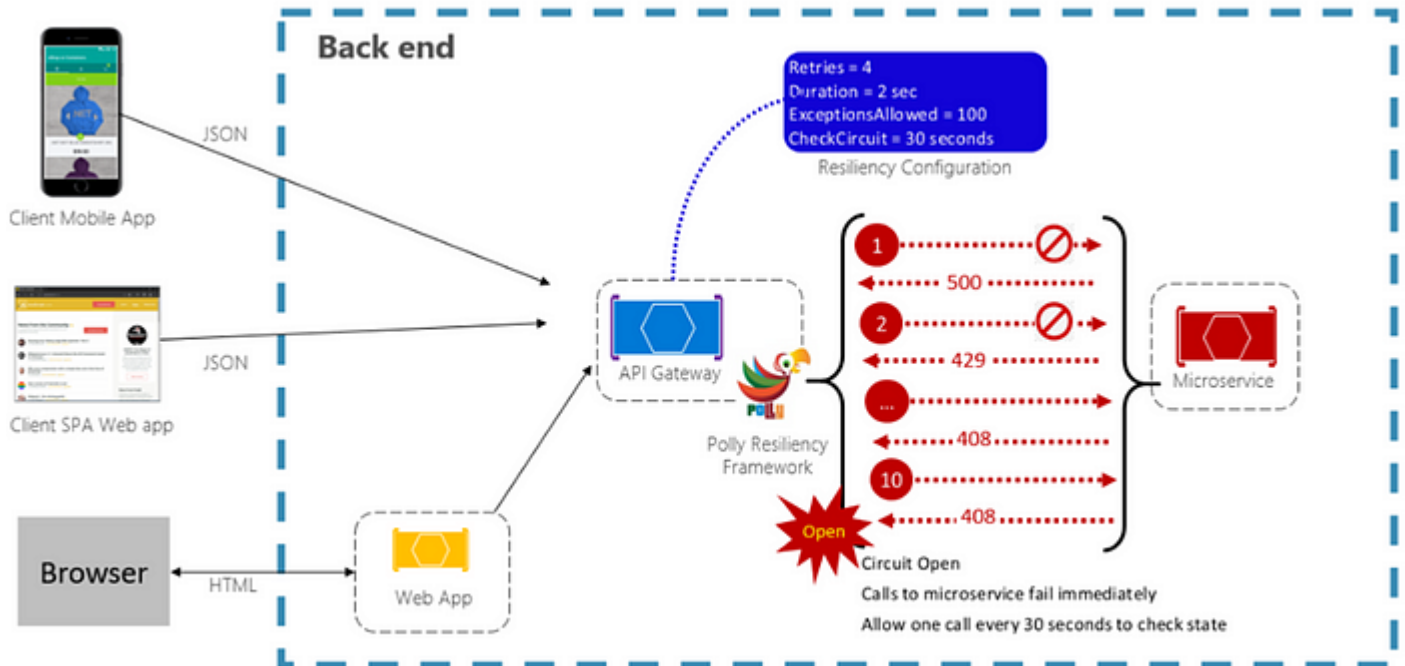 Back end
Retries = 4
Duration = 2 sec
ExceptionsAllowed = 100
CheckCircuit = 30 seconds
Resiliency Configuration
JSON
Client Mobile App
1
500
2
429
...
408
10
408
API Gateway
Microservice
POLLY
Polly Resiliency
Framework
JSON
Client SPA Web app
Open
Browser
HTML
Web App
Circuit Open
Calls to microservice fail immediately
Allow one call every 30 seconds to check state